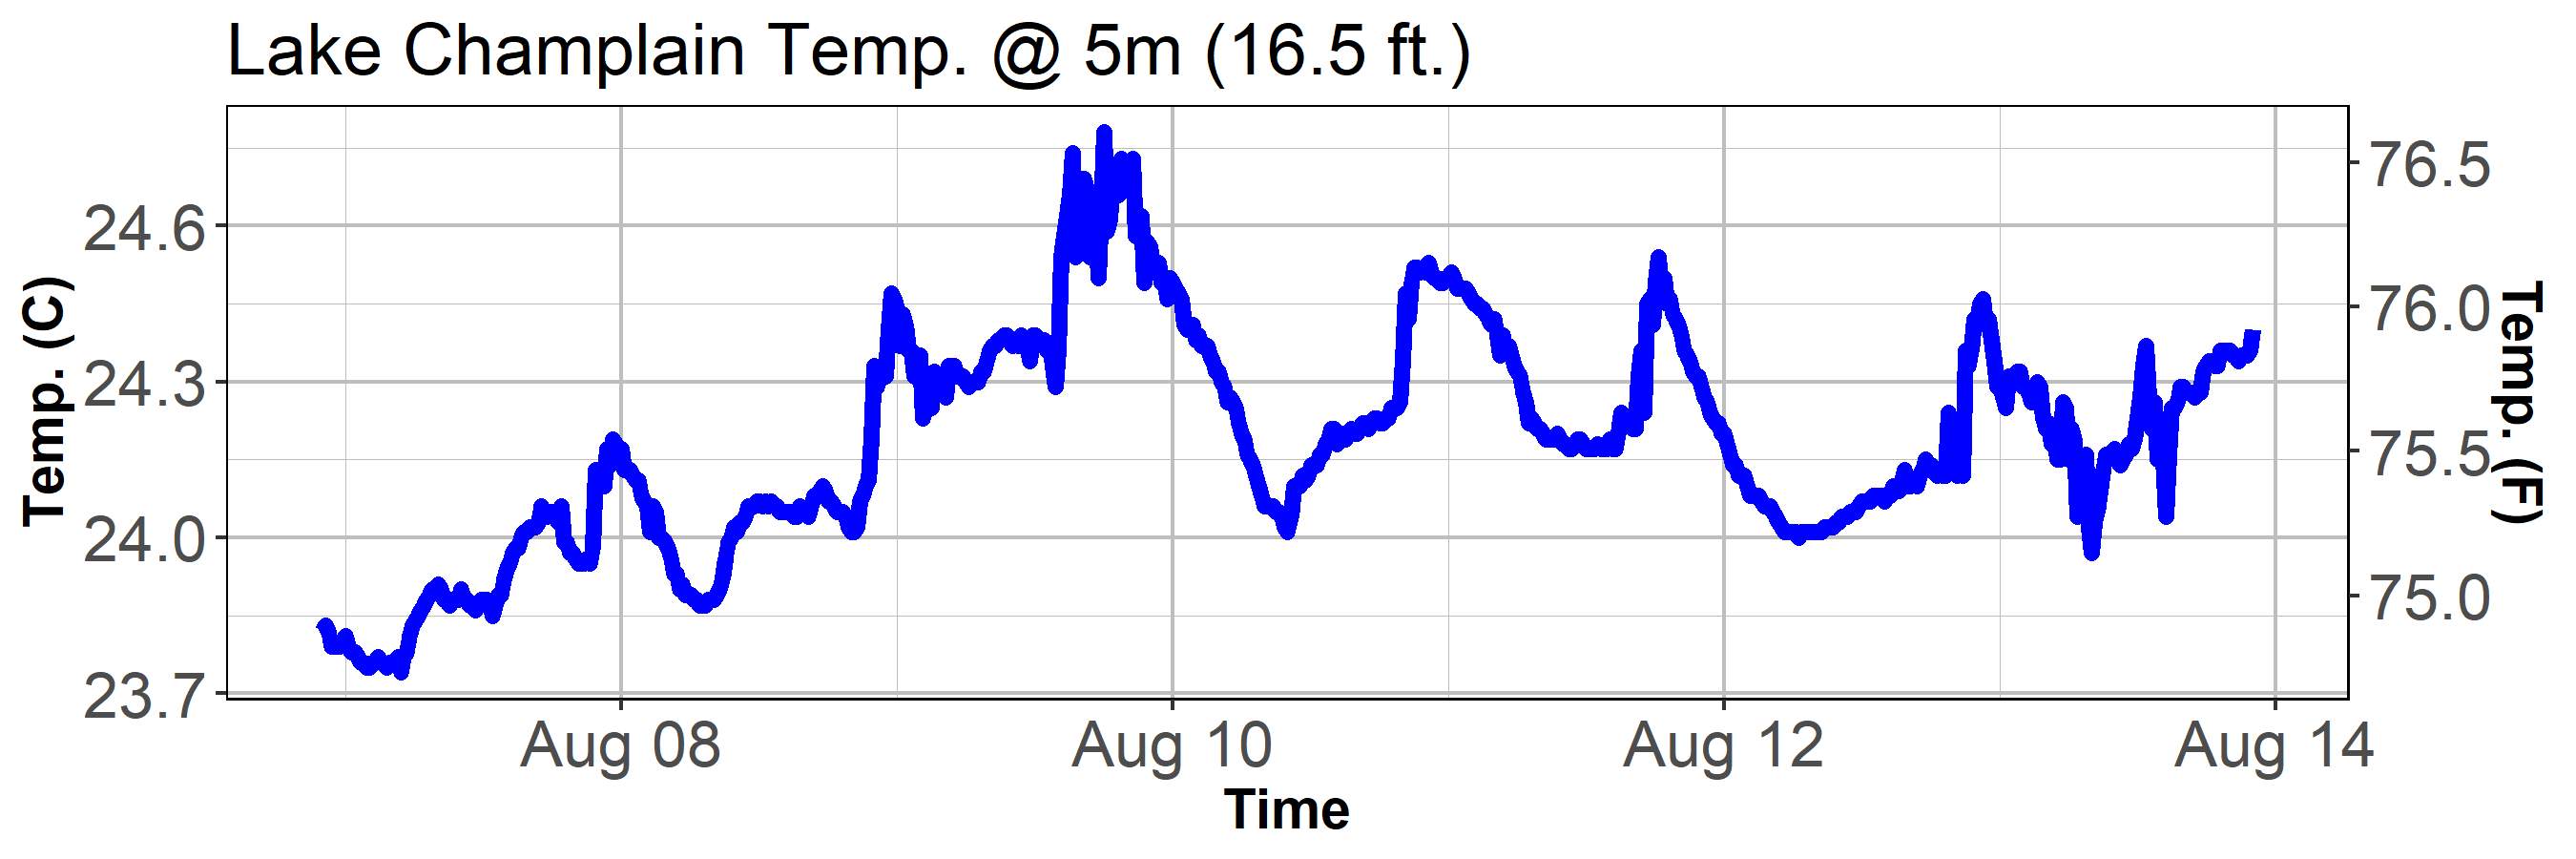 Lake Champlain Temp. @ 5m (16.5 ft.)
Temp. (C)
24.6
24.3
24.0
23.7
76.5
76.0
75.5
75.0
Temp. (F)
Aug 08
Aug 10
Aug 12
Aug 14
Time